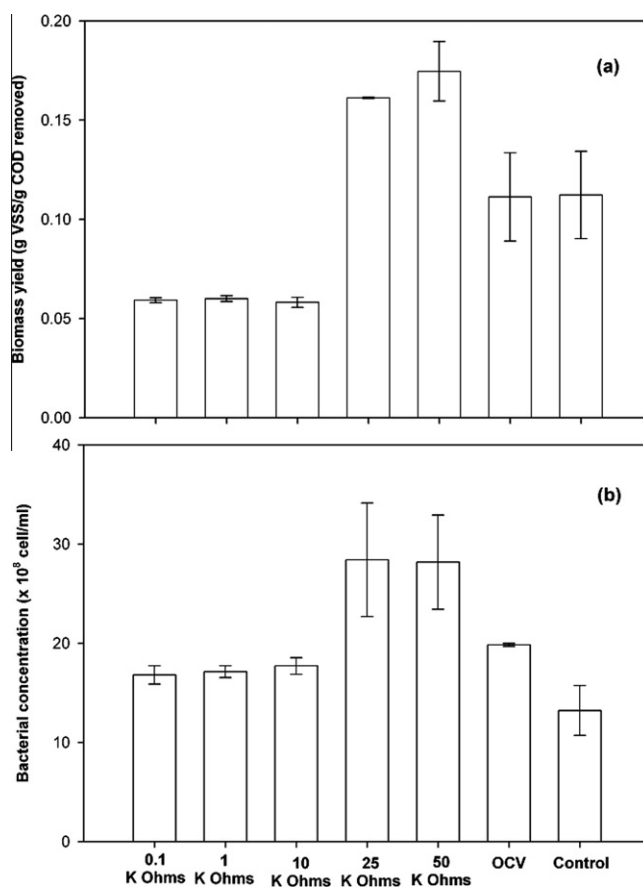 0.20
(a)
0.15
0.10
0.05
0.00
Biomass yield (g VSS/g COD removed)
40
(b)
30
20
10
0
Bacterial concentration (x 10⁸ cell/ml)
0.1 1 10 25 50 OCV Control
K Ohms K Ohms K Ohms K Ohms K Ohms